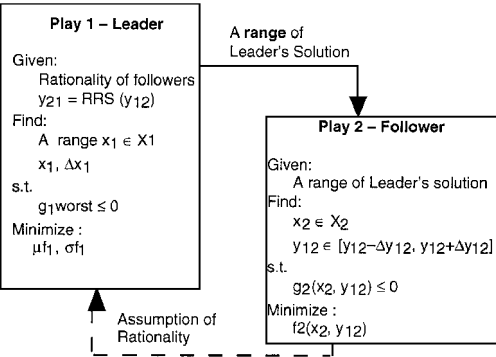 Play 1 – Leader
Given:
Rationality of followers
y21 = RRS (y12)
Find:
A range x1 ∈ X1
x1, Δx1
s.t.
g1worst ≤ 0
Minimize :
μf1, σf1
A range of
Leader's Solution
Play 2 – Follower
Given:
A range of Leader's solution
Find:
x2 ∈ X2
y12 ∈ [y12–Δy12, y12+Δy12]
s.t.
g2(x2, y12) ≤ 0
Minimize :
f2(x2, y12)
Assumption of
Rationality